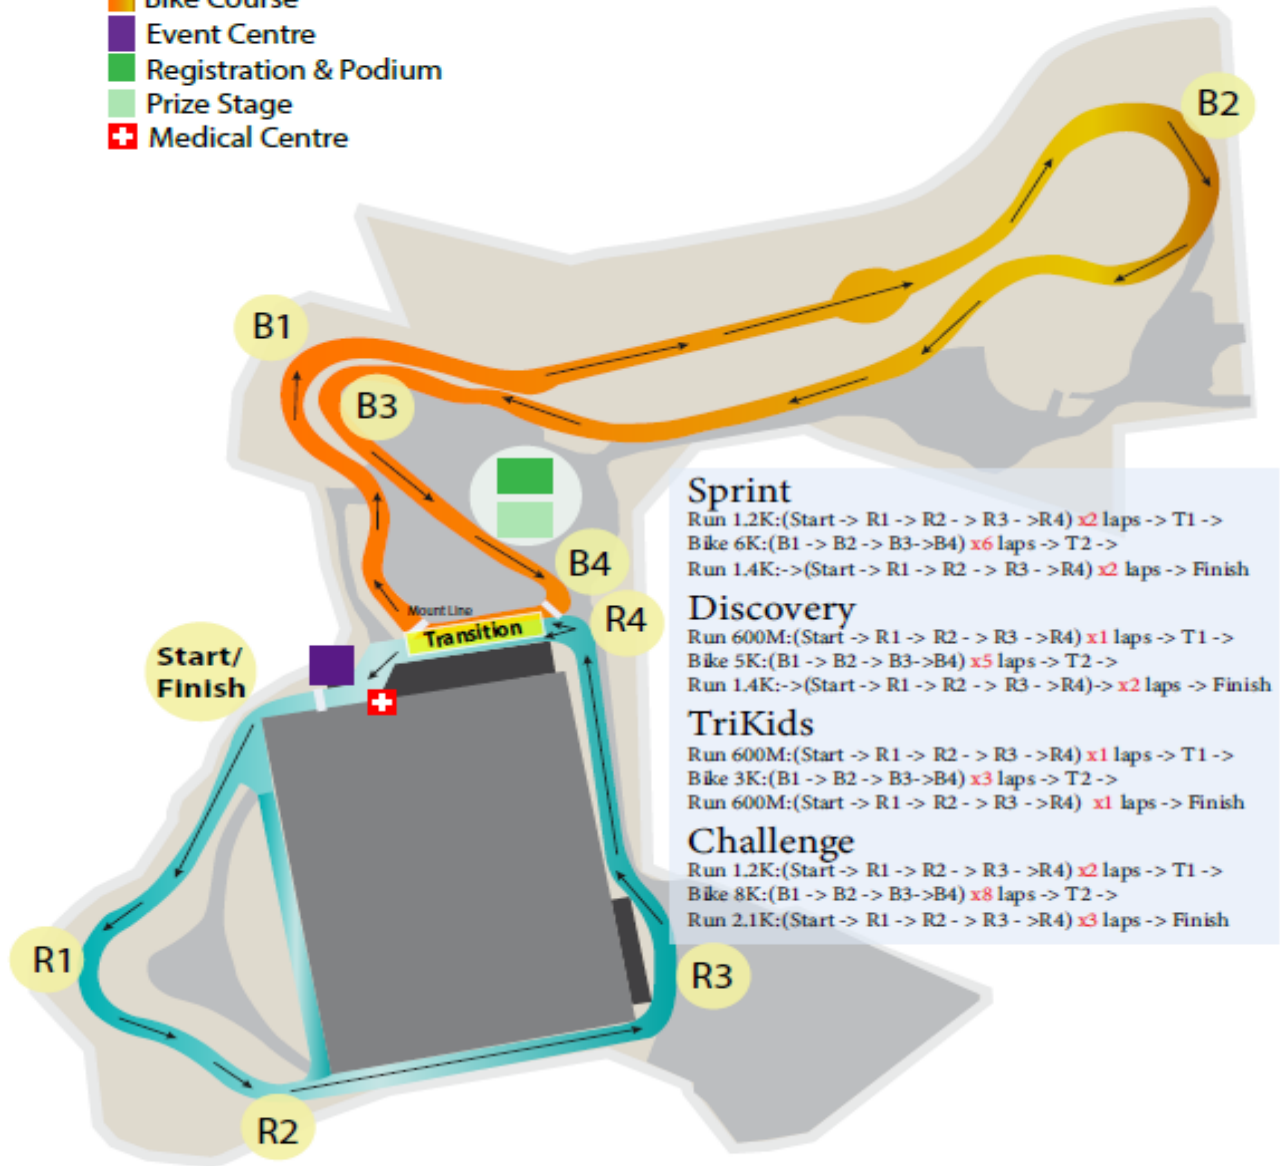 Bike Course
Event Centre
Registration & Podium
Prize Stage
Medical Centre
B2
B1
B3
B4
Mount Line
Transition
R4
Start/
Finish
R1
R2
R3
Sprint
Run 1.2K:(Start -> R1 -> R2 - > R3 - ->R4) x2 laps -> T1 ->
Bike 6K:(B1 -> B2 -> B3->B4) x6 laps -> T2 ->
Run 1.4K:->(Start -> R1 -> R2 - > R3 - ->R4) x2 laps -> Finish
Discovery
Run 600M:(Start -> R1 -> R2 - > R3 - ->R4) x1 laps -> T1 ->
Bike 5K:(B1 -> B2 -> B3->B4) x5 laps -> T2 ->
Run 1.4K:->(Start -> R1 -> R2 - > R3 - ->R4)-> x2 laps -> Finish
TriKids
Run 600M:(Start -> R1 -> R2 - > R3 - ->R4) x1 laps -> T1 ->
Bike 3K:(B1 -> B2 -> B3->B4) x3 laps -> T2 ->
Run 600M:(Start -> R1 -> R2 - > R3 - ->R4) x1 laps -> Finish
Challenge
Run 1.2K:(Start -> R1 -> R2 - > R3 - ->R4) x2 laps -> T1 ->
Bike 8K:(B1 -> B2 -> B3->B4) x8 laps -> T2 ->
Run 2.1K:(Start -> R1 -> R2 - > R3 - ->R4) x3 laps -> Finish